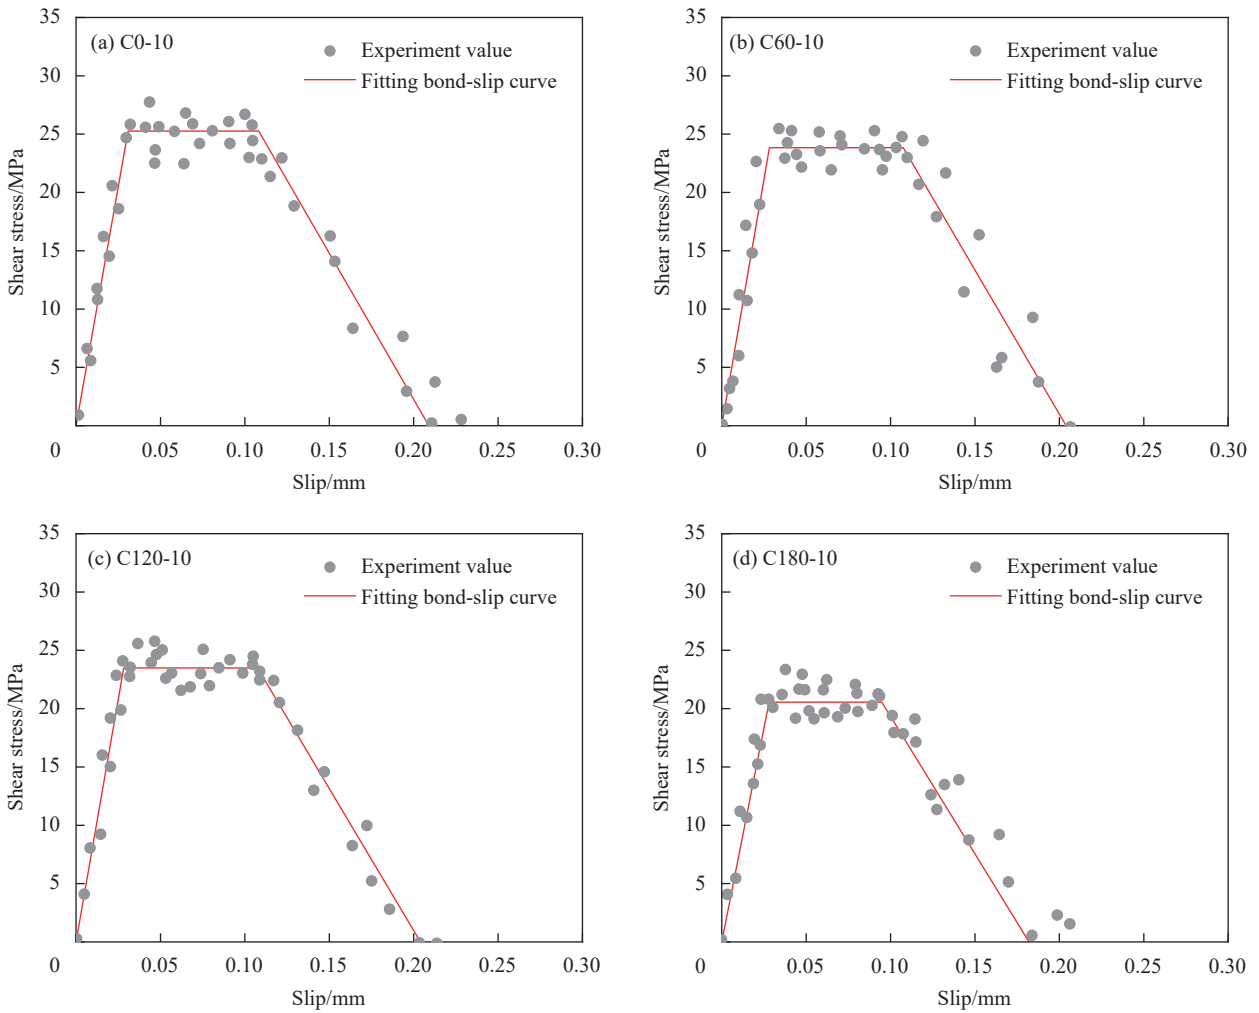 (a) C0-10
Experiment value
Fitting bond-slip curve
35
30
25
20
15
10
5
0
0.05
0.10
0.15
0.20
0.25
0.30
Shear stress/MPa
Slip/mm
(b) C60-10
Experiment value
Fitting bond-slip curve
35
30
25
20
15
10
5
0
0.05
0.10
0.15
0.20
0.25
0.30
Shear stress/MPa
Slip/mm
(c) C120-10
Experiment value
Fitting bond-slip curve
35
30
25
20
15
10
5
0
0.05
0.10
0.15
0.20
0.25
0.30
Shear stress/MPa
Slip/mm
(d) C180-10
Experiment value
Fitting bond-slip curve
35
30
25
20
15
10
5
0
0.05
0.10
0.15
0.20
0.25
0.30
Shear stress/MPa
Slip/mm